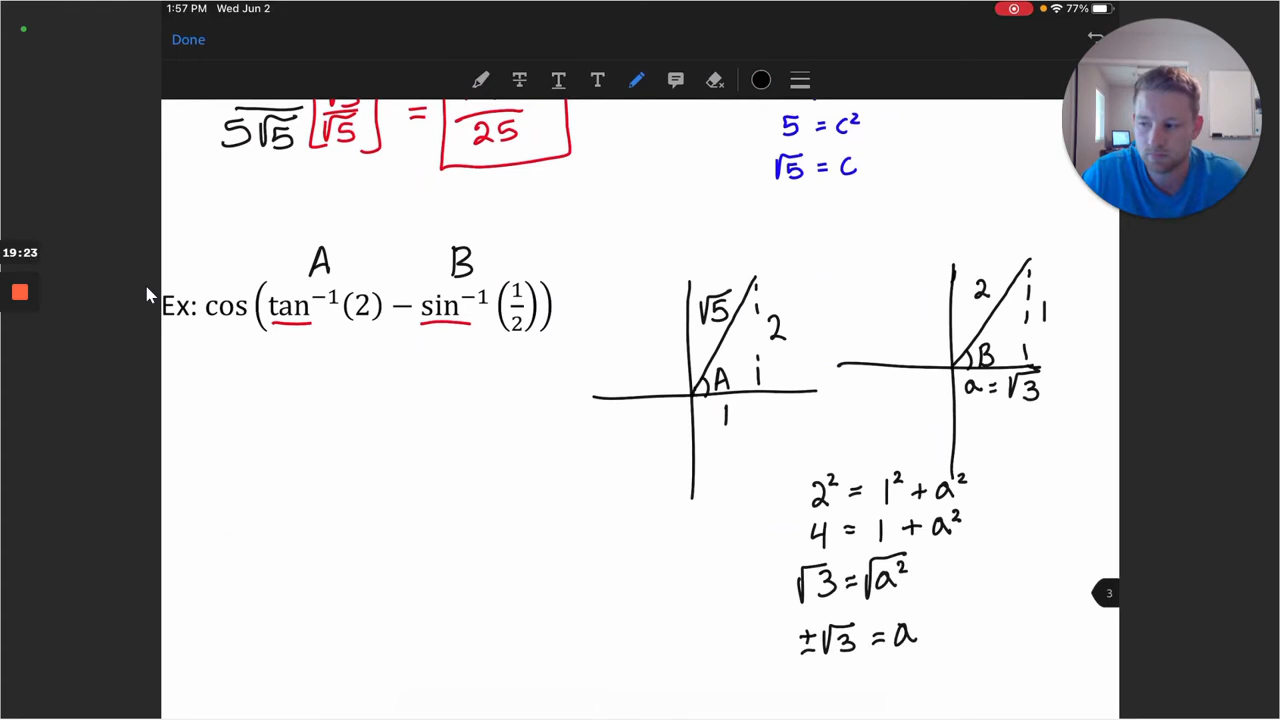 1:57 PM Wed Jun 2
77%
Done
5√5 [√5/√5] = 25
5 = c²
√5 = c
19:23
A B
Ex: cos (tan⁻¹(2) − sin⁻¹ (1/2))
√5
2
A
1
2
1
B
a = √3
2² = 1² + a²
4 = 1 + a²
√3 = √a²
±√3 = a
3